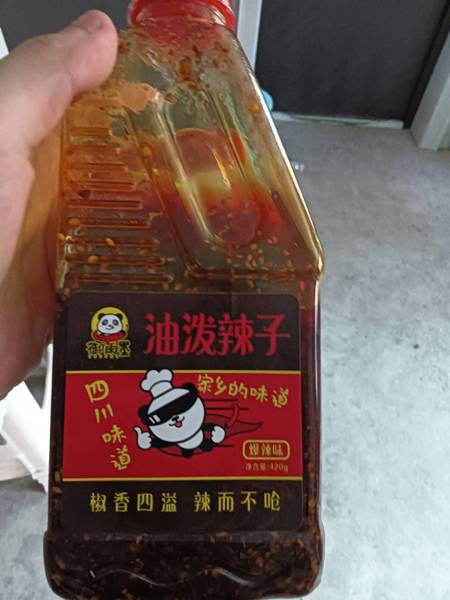 油泼辣子
家乡的味道
四川味道
爆辣味
净含量:420g
椒香四溢 辣而不呛